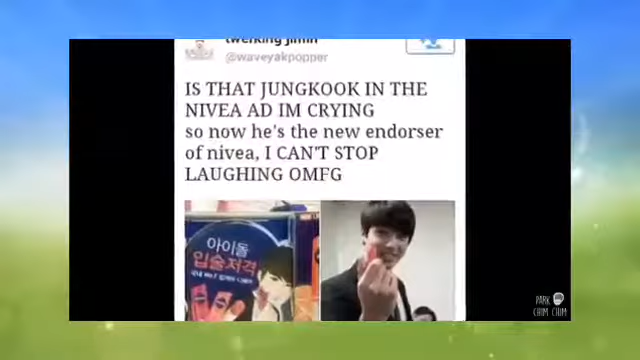 twerking jimin
@waveyakpopper
IS THAT JUNGKOOK IN THE
NIVEA AD IM CRYING
so now he's the new endorser
of nivea, I CAN'T STOP
LAUGHING OMFG
아이돌
입술저격
PARK
CHIM CHIM